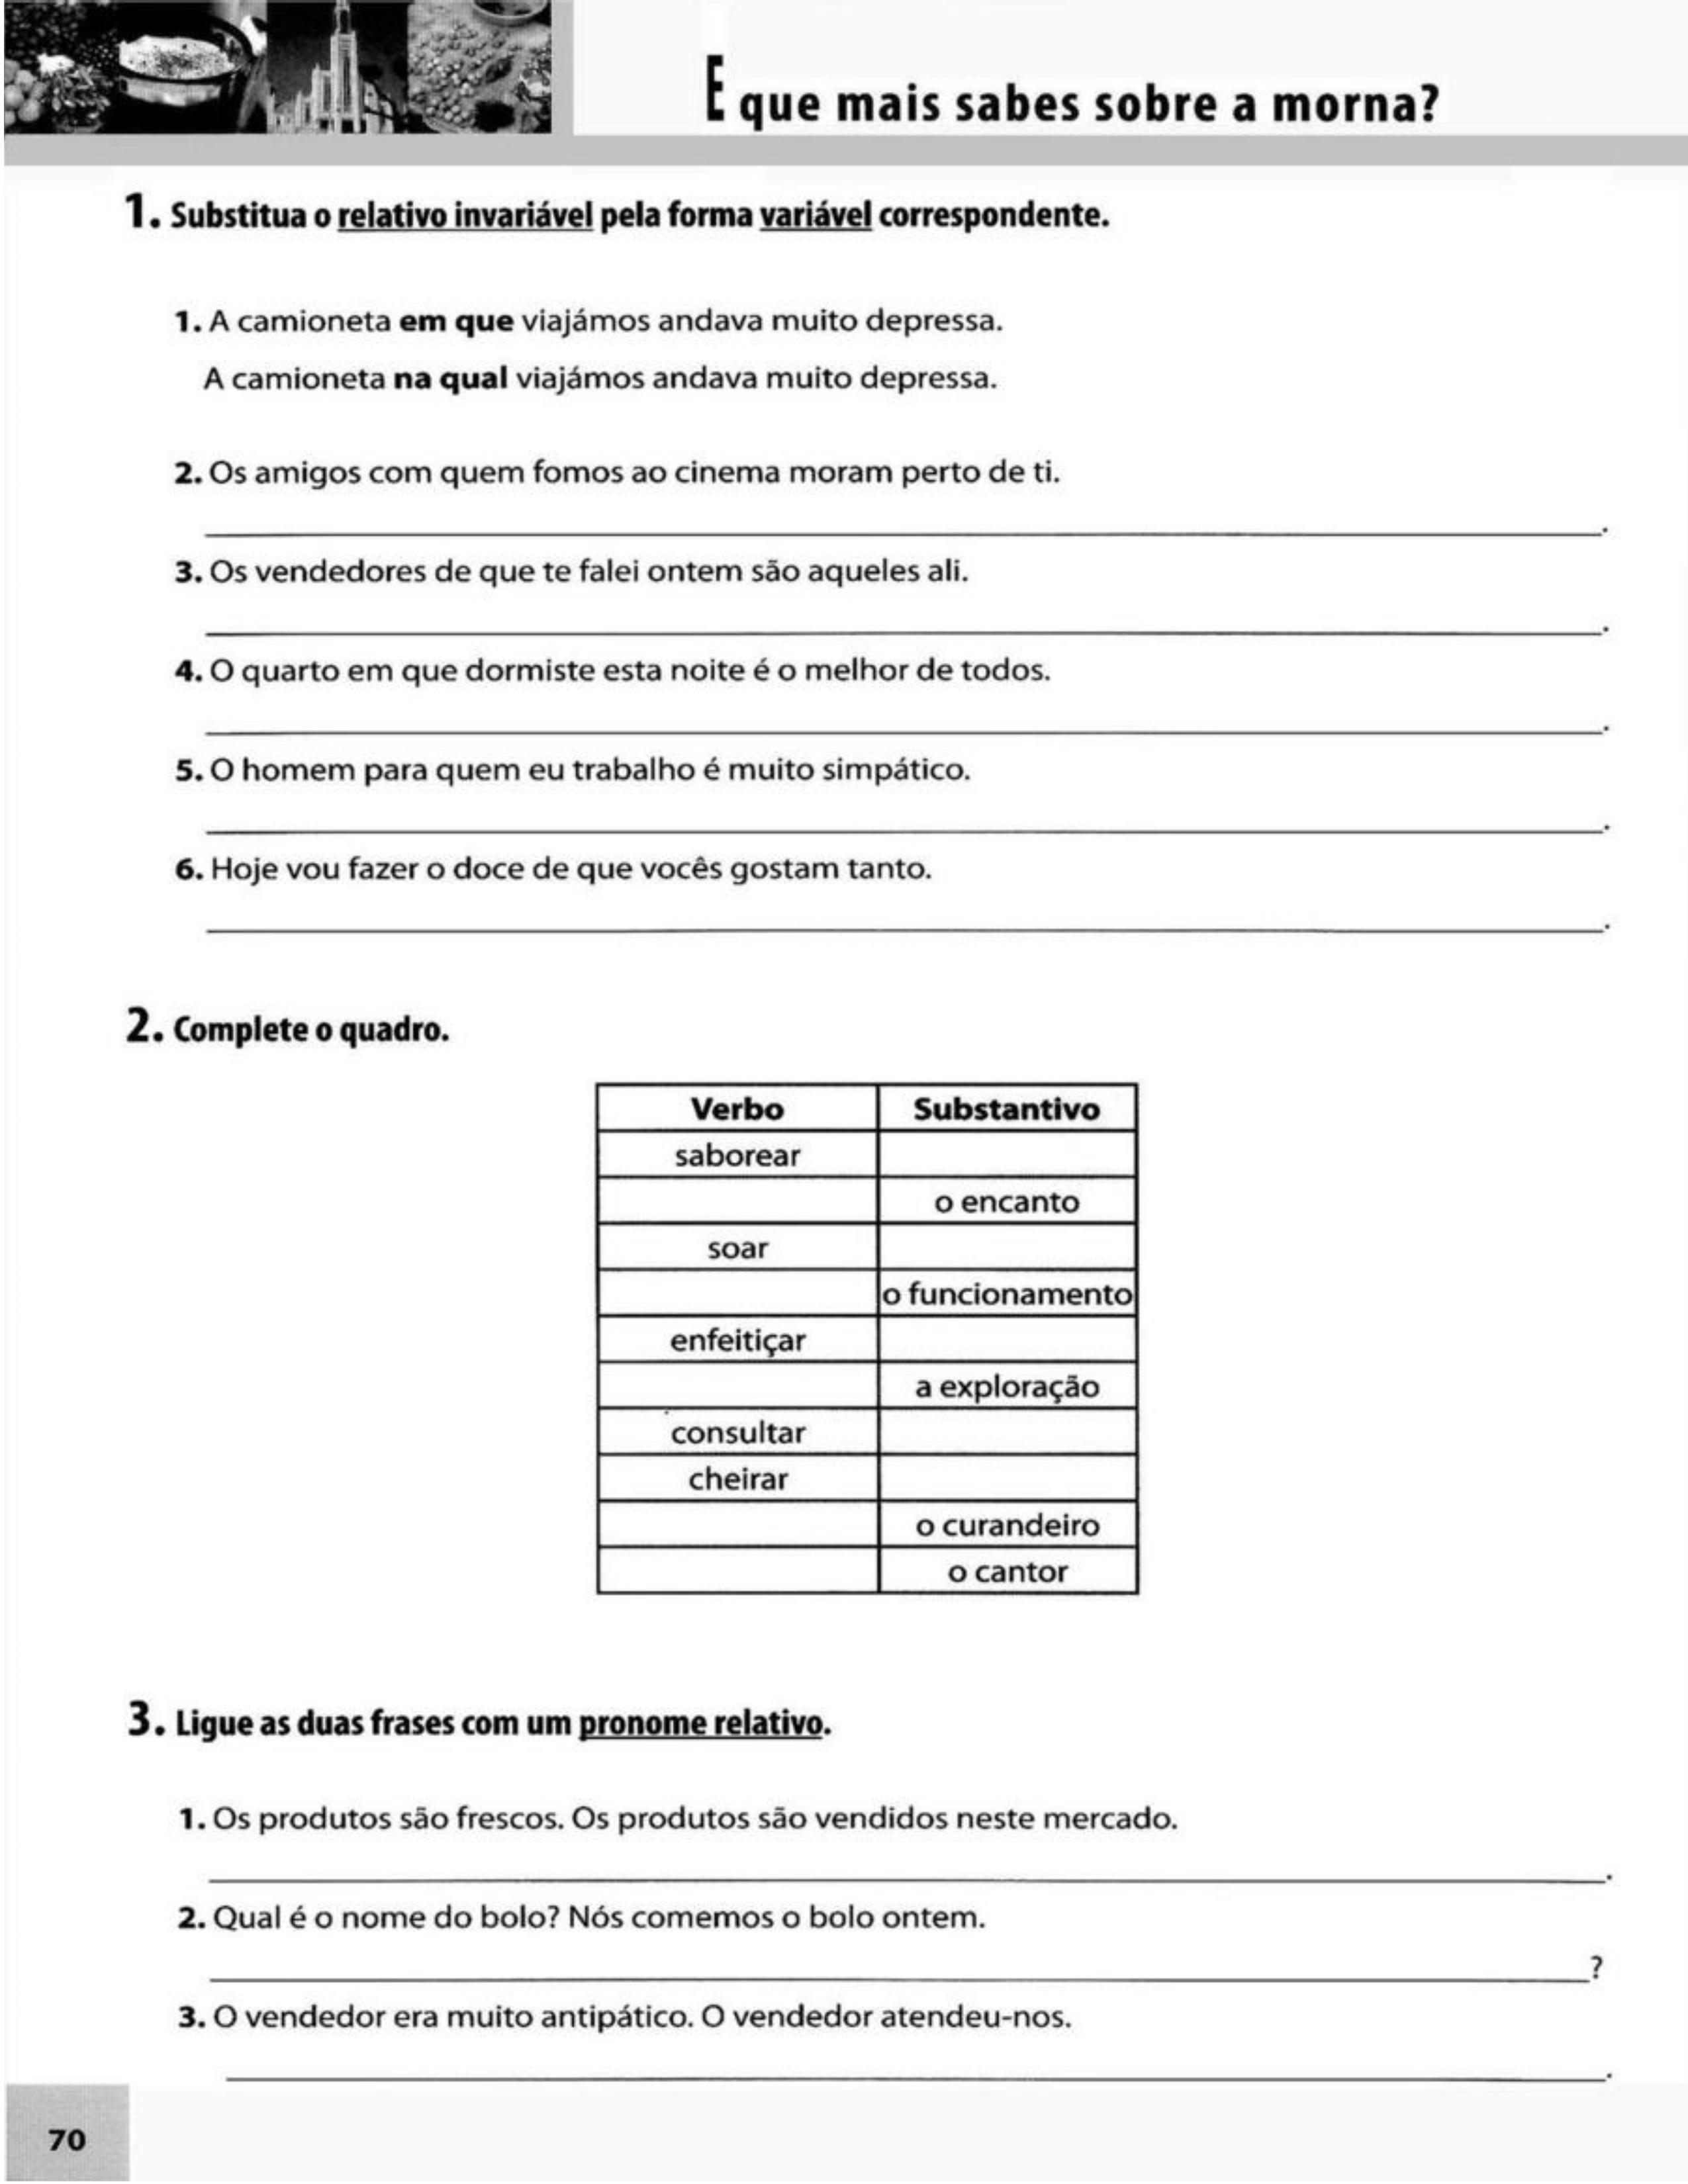 E que mais sabes sobre a morna?
1. Substitua o relativo invariável pela forma variável correspondente.
1. A camioneta em que viajámos andava muito depressa.
A camioneta na qual viajámos andava muito depressa.
2. Os amigos com quem fomos ao cinema moram perto de ti.
.
3. Os vendedores de que te falei ontem são aqueles ali.
.
4. O quarto em que dormiste esta noite é o melhor de todos.
.
5. O homem para quem eu trabalho é muito simpático.
.
6. Hoje vou fazer o doce de que vocês gostam tanto.
.
2. Complete o quadro.
Verbo Substantivo
saborear
o encanto
soar
o funcionamento
enfeitiçar
a exploração
consultar
cheirar
o curandeiro
o cantor
3. Ligue as duas frases com um pronome relativo.
1. Os produtos são frescos. Os produtos são vendidos neste mercado.
.
2. Qual é o nome do bolo? Nós comemos o bolo ontem.
?
3. O vendedor era muito antipático. O vendedor atendeu-nos.
.
70